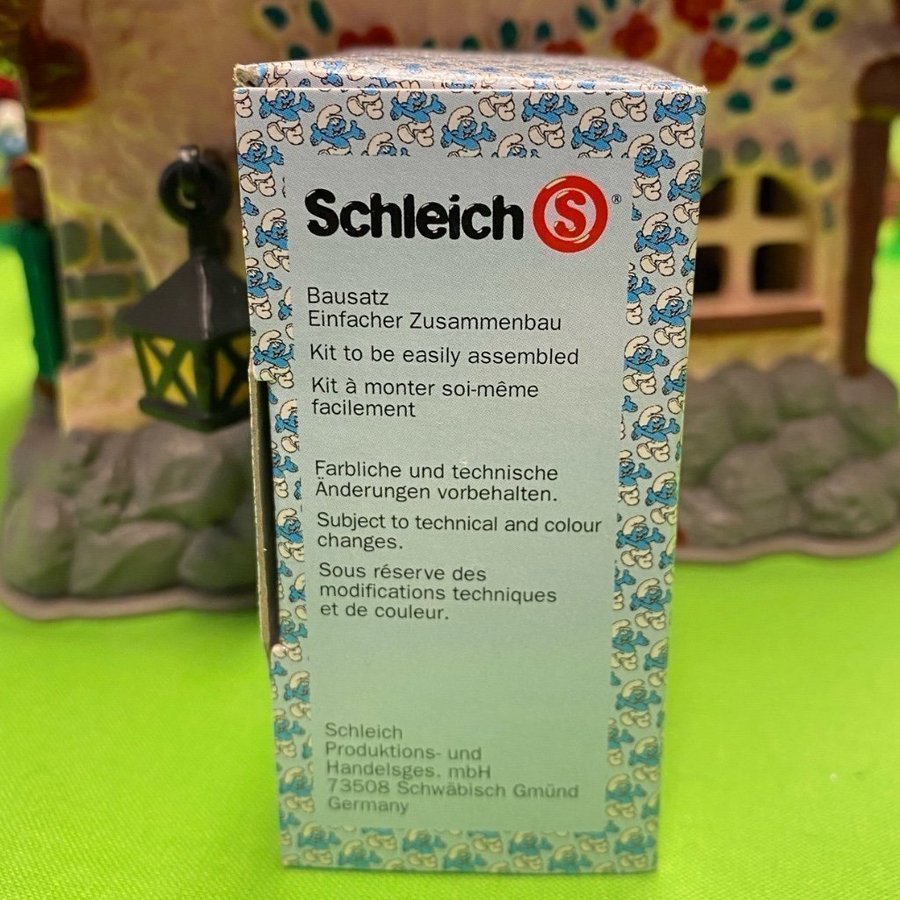 Schleich S ®
Bausatz
Einfacher Zusammenbau
Kit to be easily assembled
Kit à monter soi-même
facilement
Farbliche und technische
Änderungen vorbehalten.
Subject to technical and colour
changes.
Sous réserve des
modifications techniques
et de couleur.
Schleich
Produktions- und
Handelsges. mbH
73508 Schwäbisch Gmünd
Germany